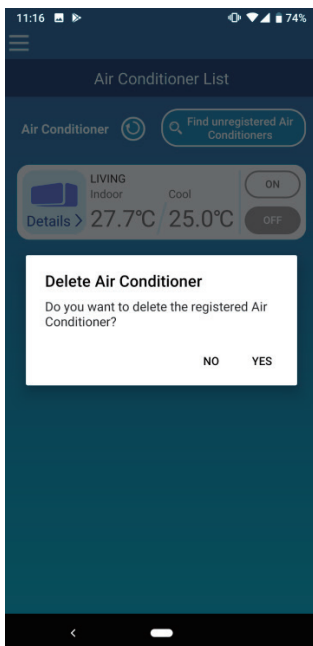 11:16 74%
Air Conditioner List
Air Conditioner
Find unregistered Air
Conditioners
LIVING
Indoor Cool
ON
Details > 27.7℃ 25.0℃
OFF
Delete Air Conditioner
Do you want to delete the registered Air
Conditioner?
NO YES